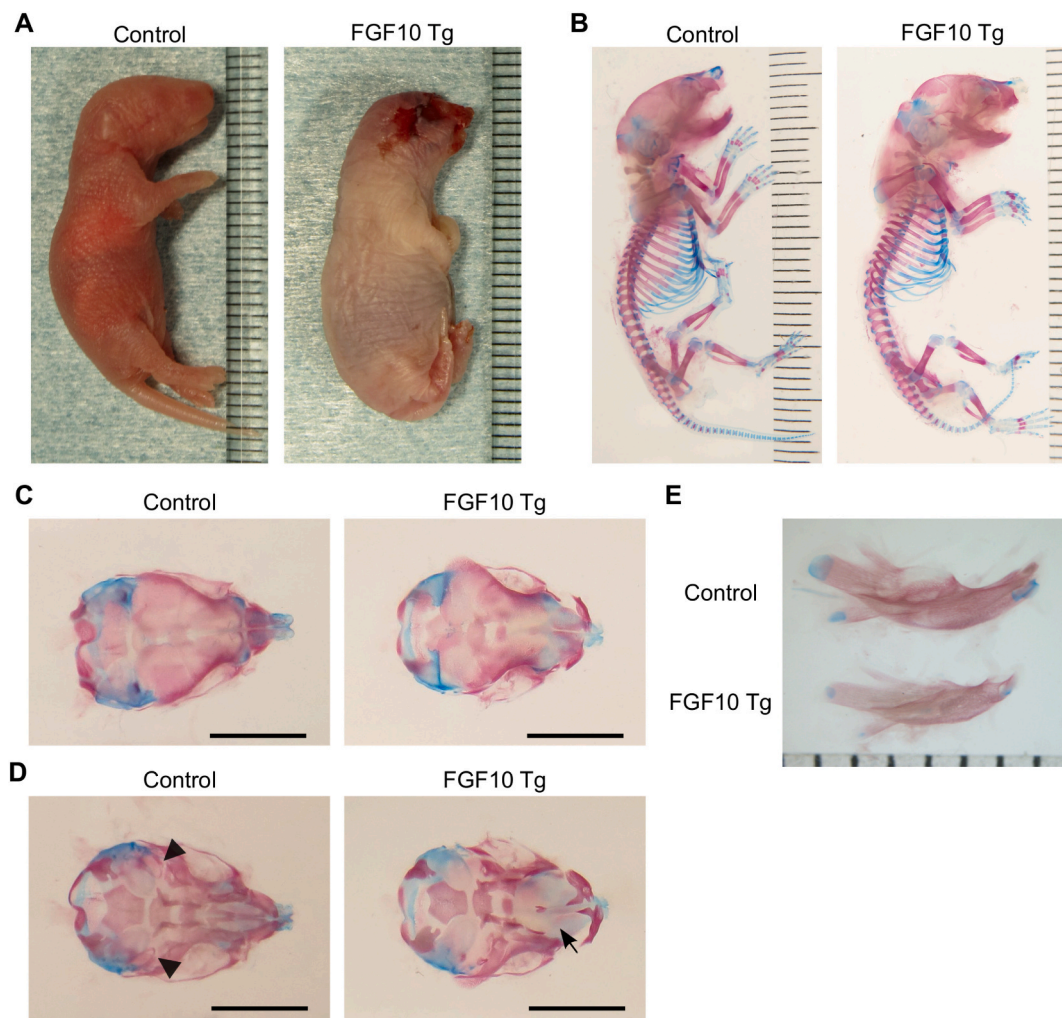 A
Control
FGF10 Tg
B
Control
FGF10 Tg
C
Control
FGF10 Tg
E
Control
FGF10 Tg
D
Control
FGF10 Tg